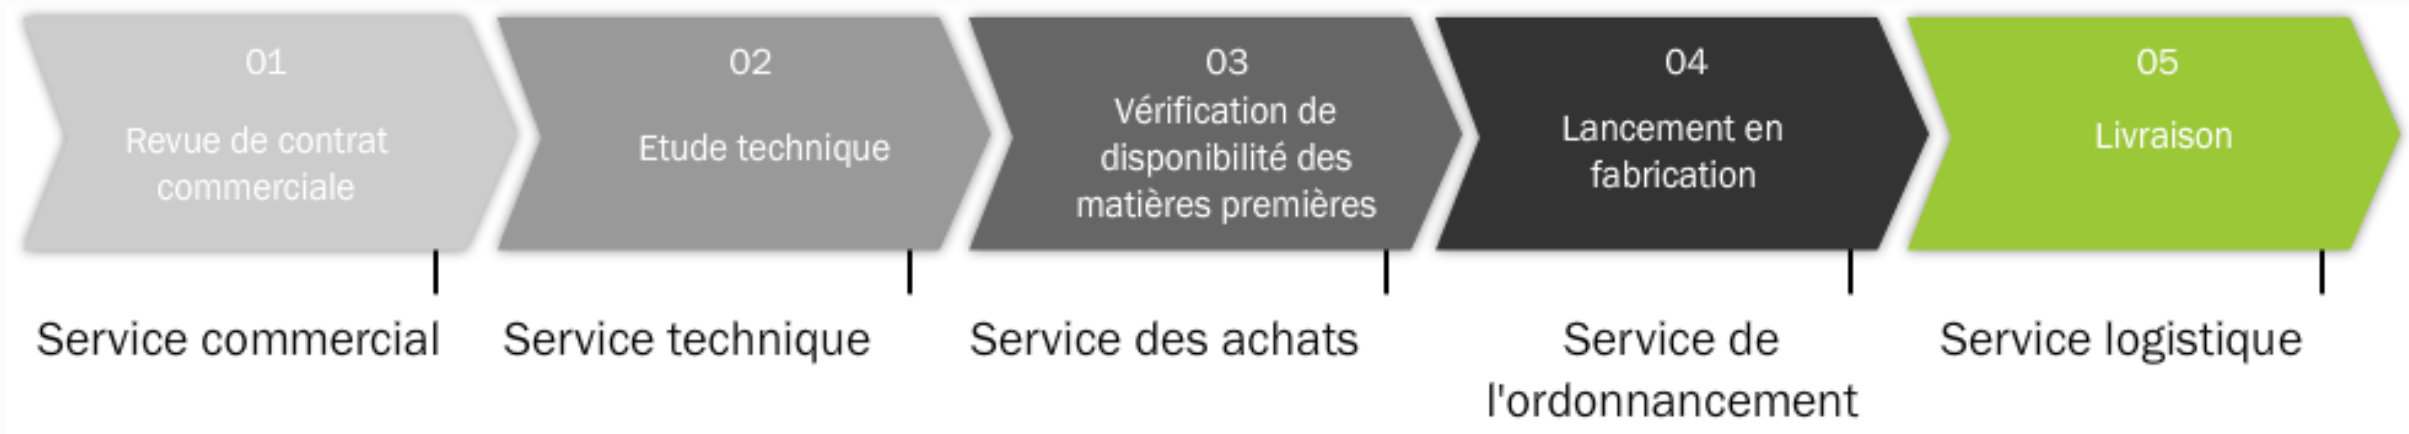 01
Revue de contrat
commerciale
02
Etude technique
03
Vérification de
disponibilité des
matières premières
04
Lancement en
fabrication
05
Livraison
Service commercial
Service technique
Service des achats
Service de
l'ordonnancement
Service logistique